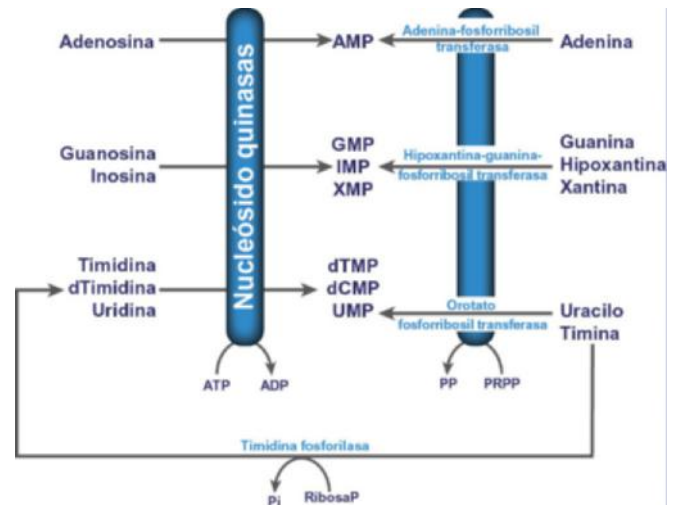 Adenosina
AMP
Adenina-fosforribosil
transferasa
Adenina
Nucleósido quinasas
Guanosina
Inosina
GMP
IMP
XMP
Hipoxantina-guanina-
fosforribosil transferasa
Guanina
Hipoxantina
Xantina
Timidina
dTimidina
Uridina
dTMP
dCMP
UMP
Orotato
fosforribosil transferasa
Uracilo
Timina
ATP
ADP
PP
PRPP
Timidina fosforilasa
Pi
RibosaP